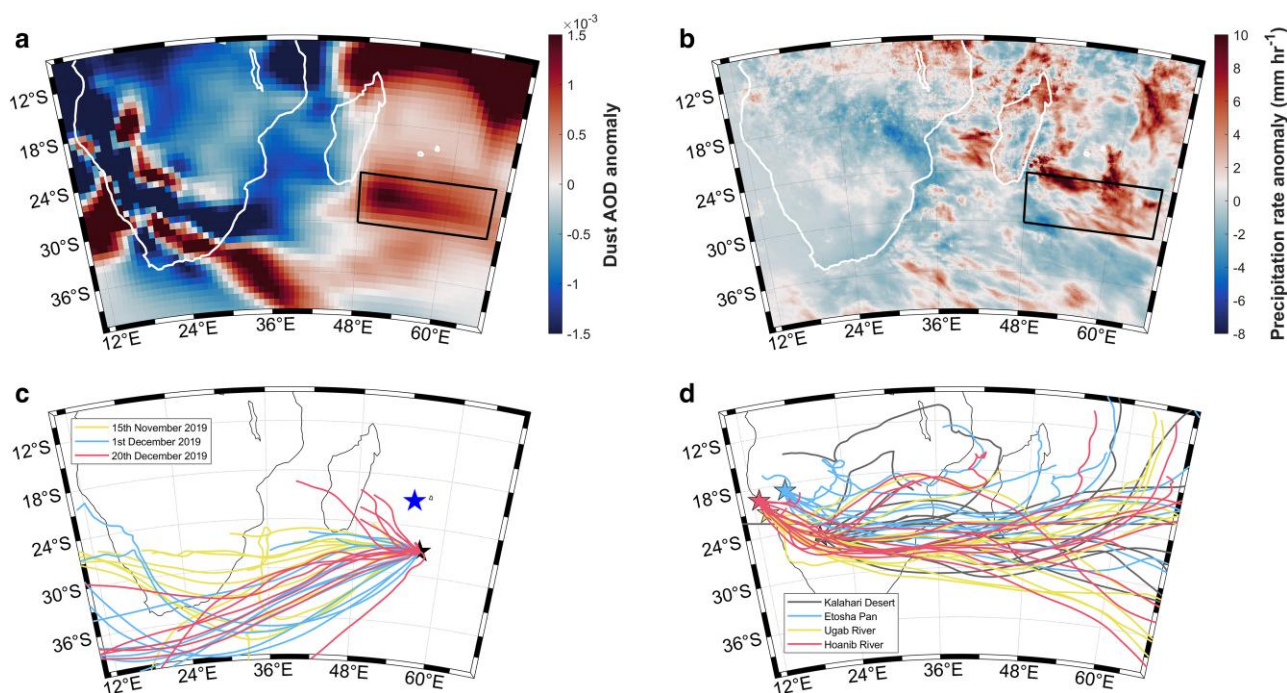 a
×10⁻³
1.5
1
0.5
0
-0.5
-1
-1.5
Dust AOD anomaly
12°S
18°S
24°S
30°S
36°S
12°E
24°E
36°E
48°E
60°E
b
10
8
6
4
2
0
-2
-4
-6
-8
Precipitation rate anomaly (mm hr⁻¹)
12°S
18°S
24°S
30°S
36°S
12°E
24°E
36°E
48°E
60°E
c
15th November 2019
1st December 2019
20th December 2019
12°S
18°S
24°S
30°S
36°S
12°E
24°E
36°E
48°E
60°E
d
12°S
18°S
24°S
30°S
36°S
Kalahari Desert
Etosha Pan
Ugab River
Hoanib River
12°E
24°E
36°E
48°E
60°E